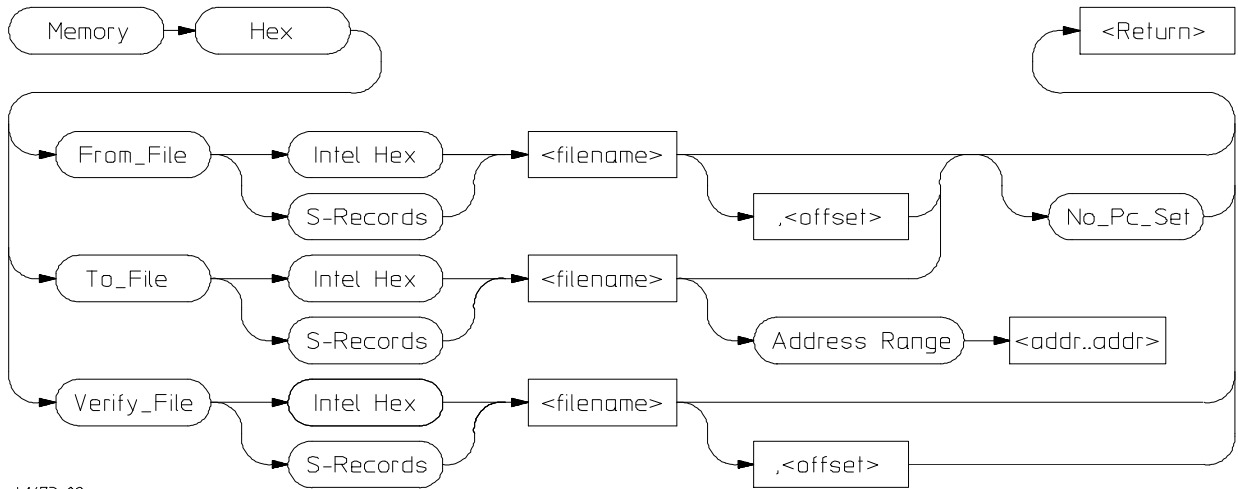 Memory Hex <Return>
From_File Intel Hex <filename>
S-Records ,<offset> No_Pc_Set
To_File Intel Hex <filename>
S-Records Address Range <addr..addr>
Verify_File Intel Hex <filename>
S-Records ,<offset>